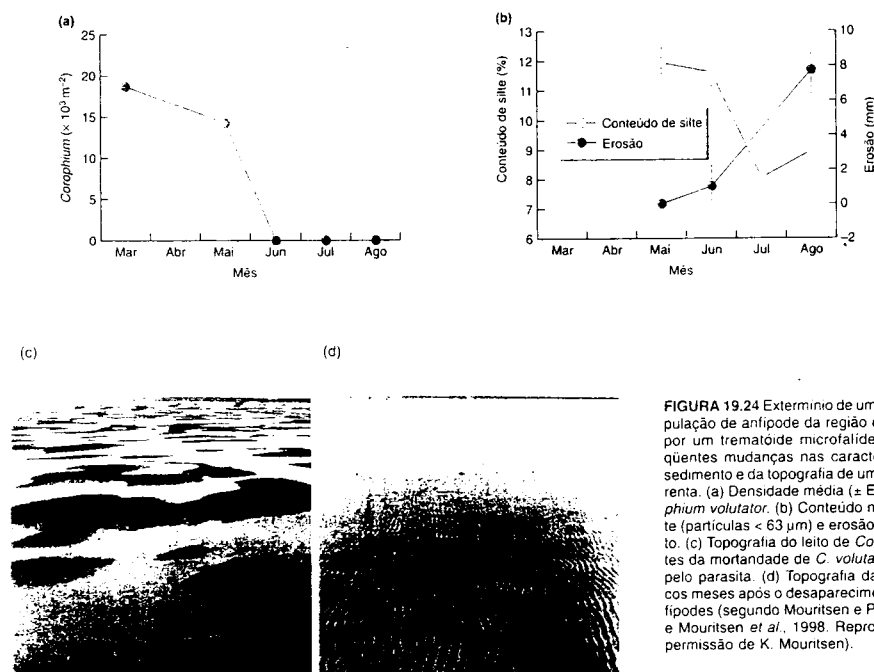 (a)
25
20
15
10
5
0
Corophium (× 10³ m⁻²)
Mar Abr Mai Jun Jul Ago
Mês
(b)
13
12
11
10
9
8
7
6
Conteúdo de silte (%)
Conteúdo de silte
Erosão
10
8
6
4
2
0
−2
Erosão (mm)
Mar Abr Mai Jun Jul Ago
Mês
(c)
(d)
FIGURA 19.24 Extermínio de um
pulação de anfípode da região
por um trematóide microfalíde
qüentes mudanças nas caracte
sedimento e da topografia de um
renta. (a) Densidade média (± E
phium volutator. (b) Conteúdo
te (partículas < 63 µm) e erosão
to. (c) Topografia do leito de Co
tes da mortandade de C. voluta
pelo parasita. (d) Topografia da
cos meses após o desaparecime
fípodes (segundo Mouritsen e P
e Mouritsen et al., 1998. Repro
permissão de K. Mouritsen).